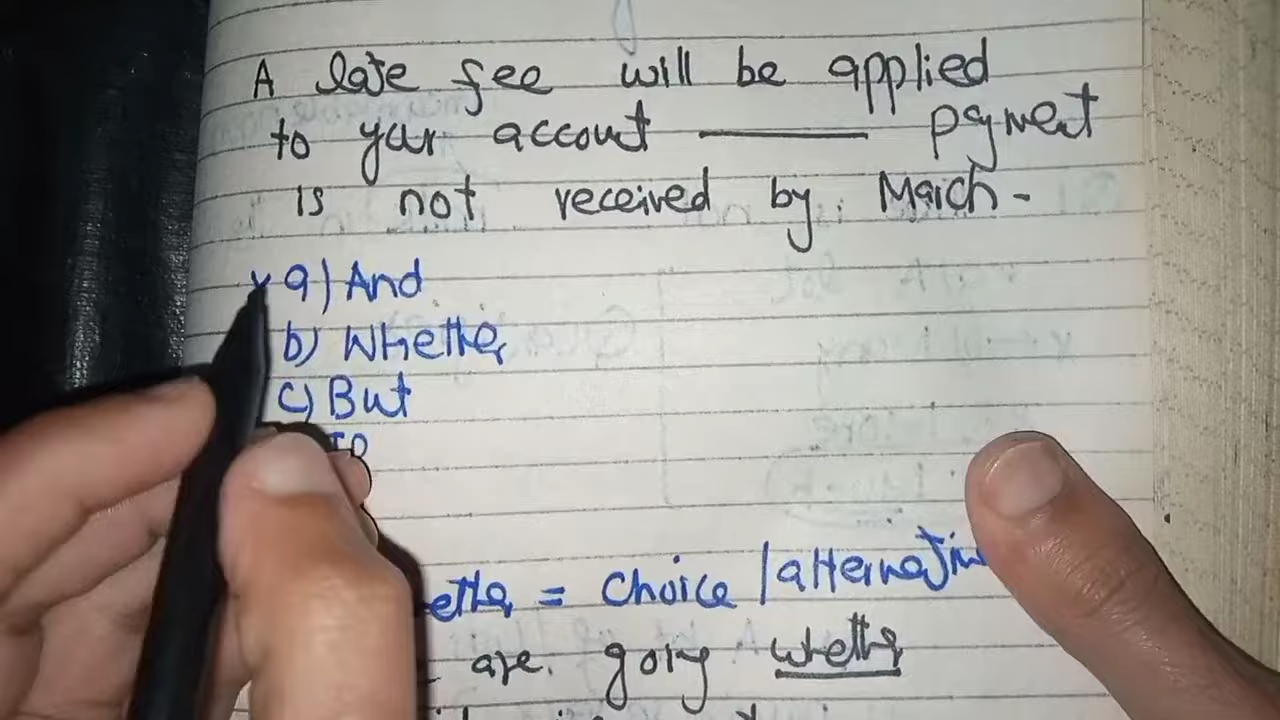 A late fee will be applied
to your account ———— payment
is not received by March-
x a) And
b) Whether
c) But
= Choice / alternative
are going whether